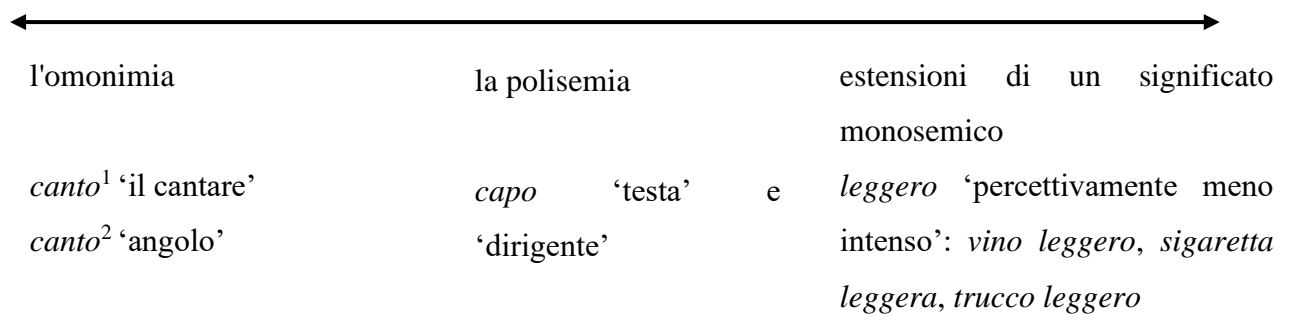 l'omonimia
canto¹ ‘il cantare’
canto² ‘angolo’
la polisemia
capo ‘testa’ e
‘dirigente’
estensioni di un significato
monosemico
leggero ‘percettivamente meno
intenso’: vino leggero, sigaretta
leggera, trucco leggero